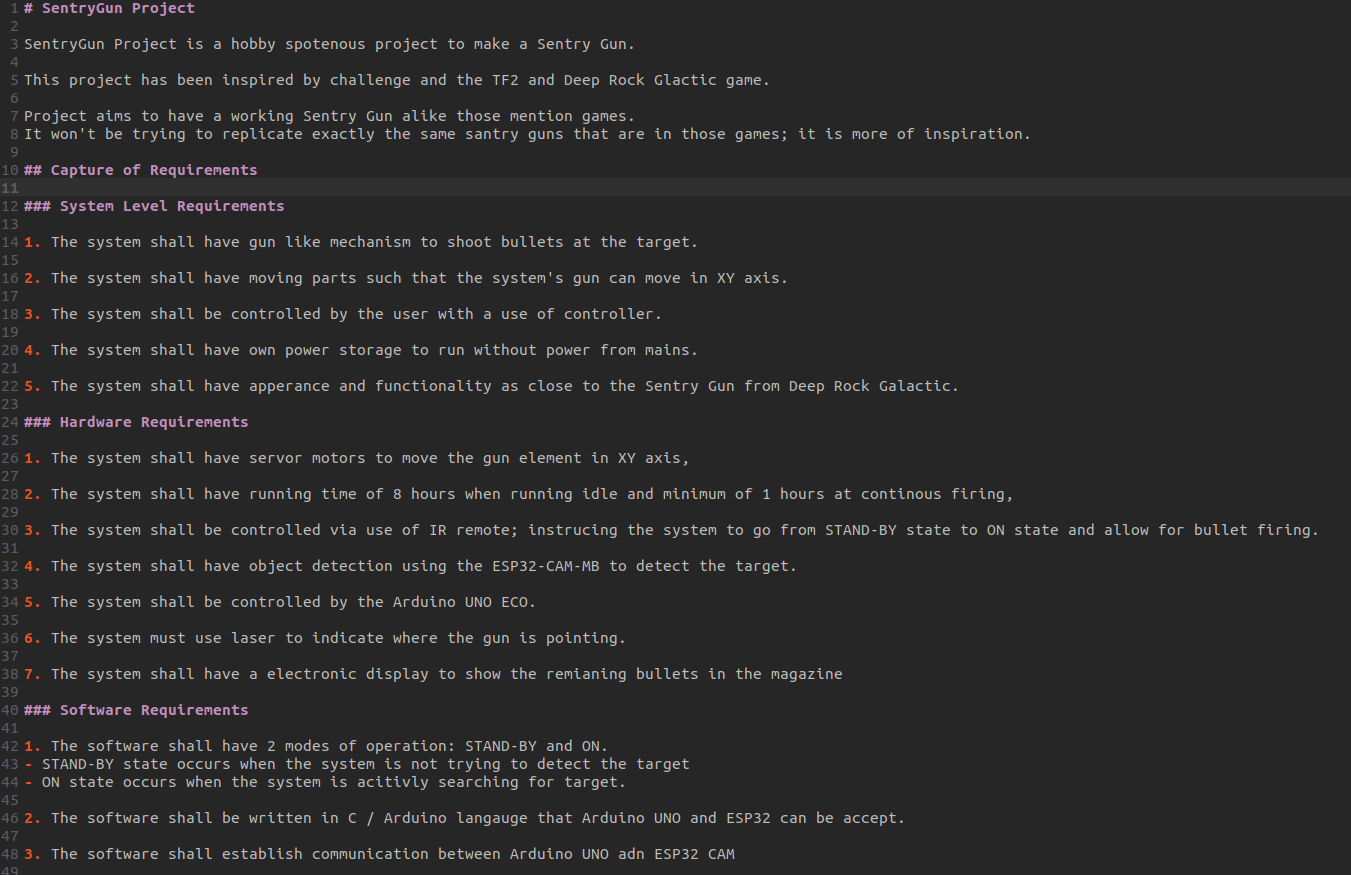 1 # SentryGun Project
2
3 SentryGun Project is a hobby spotenous project to make a Sentry Gun.
4
5 This project has been inspired by challenge and the TF2 and Deep Rock Glactic game.
6
7 Project aims to have a working Sentry Gun alike those mention games.
8 It won't be trying to replicate exactly the same santry guns that are in those games; it is more of inspiration.
9
10 ## Capture of Requirements
11
12 ### System Level Requirements
13
14 1. The system shall have gun like mechanism to shoot bullets at the target.
15
16 2. The system shall have moving parts such that the system's gun can move in XY axis.
17
18 3. The system shall be controlled by the user with a use of controller.
19
20 4. The system shall have own power storage to run without power from mains.
21
22 5. The system shall have apperance and functionality as close to the Sentry Gun from Deep Rock Galactic.
23
24 ### Hardware Requirements
25
26 1. The system shall have servor motors to move the gun element in XY axis,
27
28 2. The system shall have running time of 8 hours when running idle and minimum of 1 hours at continous firing,
29
30 3. The system shall be controlled via use of IR remote; instrucing the system to go from STAND-BY state to ON state and allow for bullet firing.
31
32 4. The system shall have object detection using the ESP32-CAM-MB to detect the target.
33
34 5. The system shall be controlled by the Arduino UNO ECO.
35
36 6. The system must use laser to indicate where the gun is pointing.
37
38 7. The system shall have a electronic display to show the remianing bullets in the magazine
39
40 ### Software Requirements
41
42 1. The software shall have 2 modes of operation: STAND-BY and ON.
43 - STAND-BY state occurs when the system is not trying to detect the target
44 - ON state occurs when the system is acitivly searching for target.
45
46 2. The software shall be written in C / Arduino langauge that Arduino UNO and ESP32 can be accept.
47
48 3. The software shall establish communication between Arduino UNO adn ESP32 CAM
49